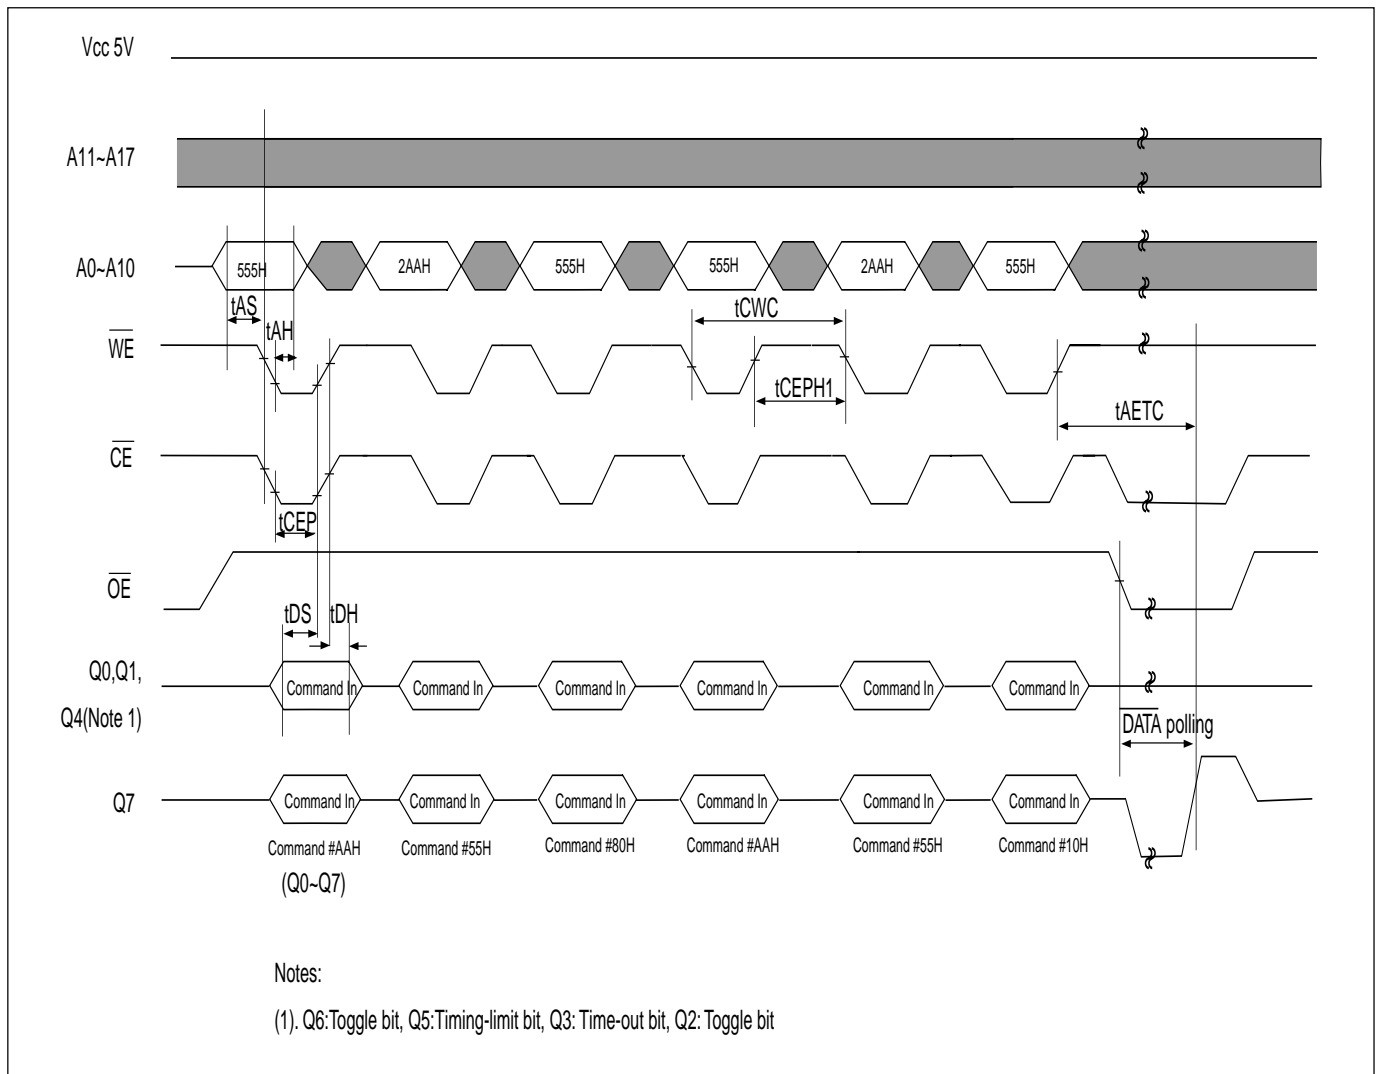 Vcc 5V
A11~A17
A0~A10
555H
2AAH
555H
555H
2AAH
555H
tAS
tAH
tCWC
WE
tCEPH1
tAETC
CE
tCEP
OE
tDS
tDH
Q0,Q1,
Q4(Note 1)
Command In
Command In
Command In
Command In
Command In
Command In
DATA polling
Q7
Command In
Command In
Command In
Command In
Command In
Command In
Command #AAH
Command #55H
Command #80H
Command #AAH
Command #55H
Command #10H
(Q0~Q7)
Notes:
(1). Q6:Toggle bit, Q5:Timing-limit bit, Q3: Time-out bit, Q2: Toggle bit